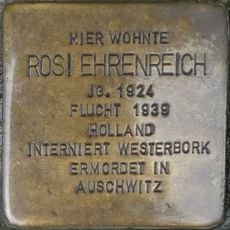 HIER WOHNTE
ROSI EHRENREICH
JG. 1924
FLUCHT 1939
HOLLAND
INTERNIERT WESTERBORK
ERMORDET IN
AUSCHWITZ